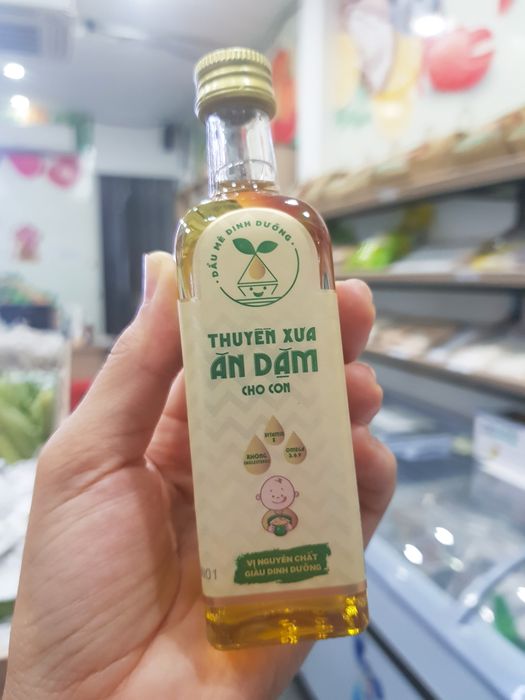 DẦU MÈ DINH DƯỠNG
THUYỀN XƯA
ĂN DẶM
CHO CON
VITAMIN
E
KHÔNG
CHOLESTEROL
OMEGA
3.6.9
VỊ NGUYÊN CHẤT
GIÀU DINH DƯỠNG